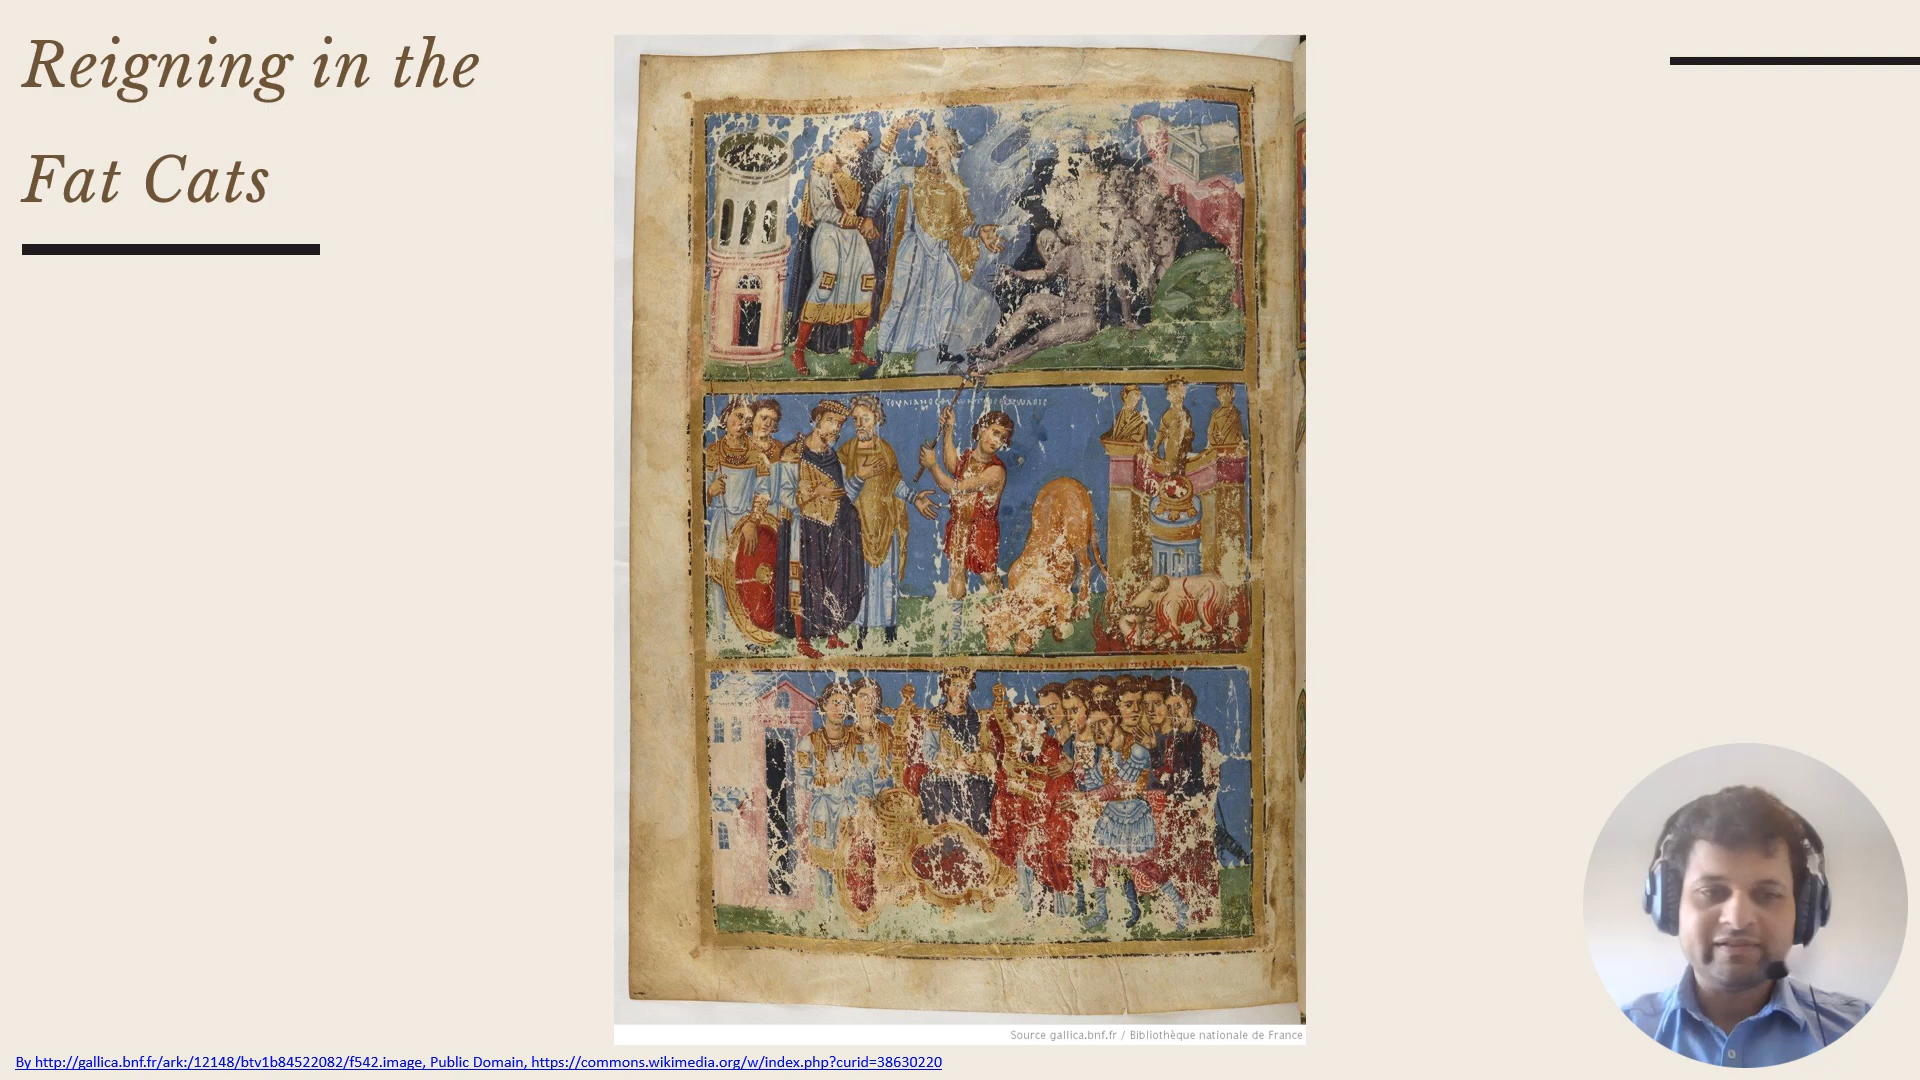 Reigning in the
Fat Cats
Source gallica.bnf.fr / Bibliothèque nationale de France
By http://gallica.bnf.fr/ark:/12148/btv1b84522082/f542.image, Public Domain, https://commons.wikimedia.org/w/index.php?curid=38630220